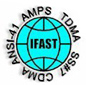 CDMA ANSI-41 AMPS TDMA SS#7
IFAST